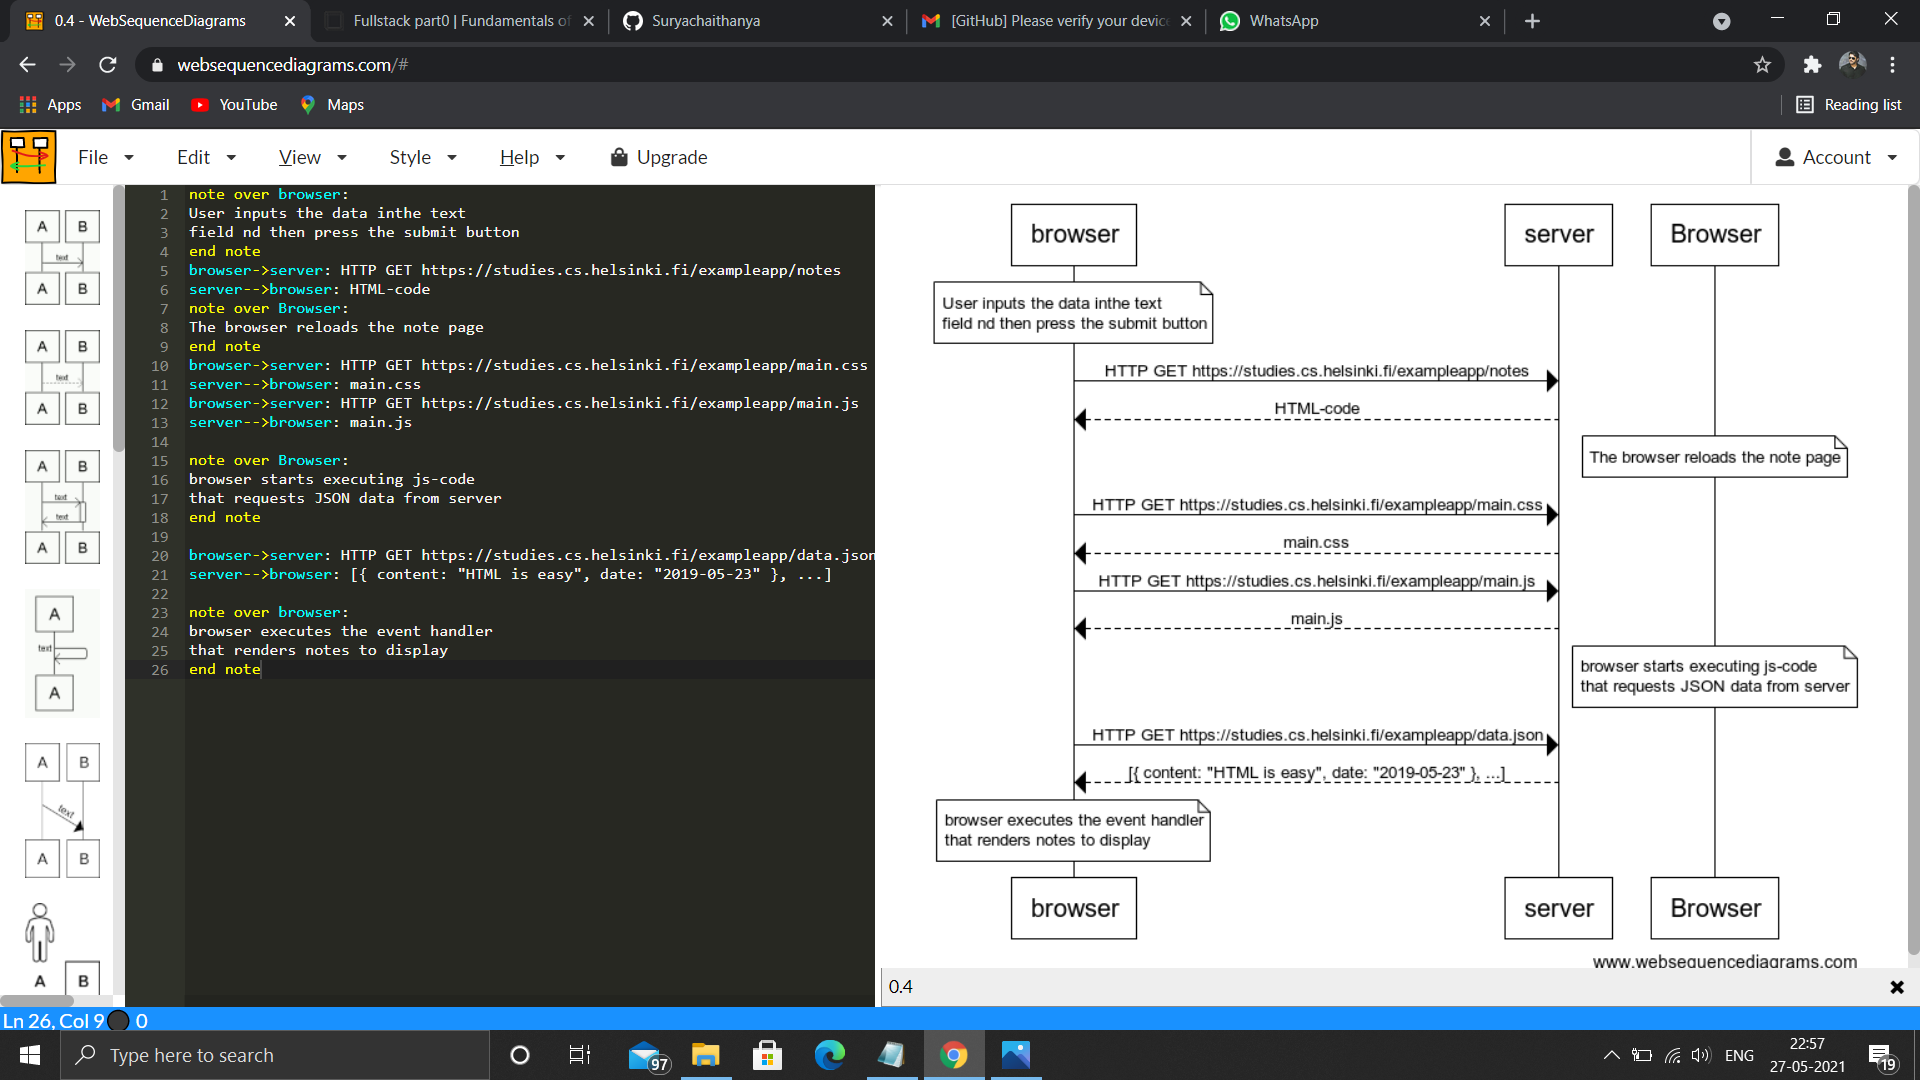 0.4 - WebSequenceDiagrams
Fullstack part0 | Fundamentals of
Suryachaithanya
[GitHub] Please verify your device
WhatsApp
websequencediagrams.com/#
Apps
Gmail
YouTube
Maps
Reading list
File
Edit
View
Style
Help
Upgrade
Account
A B
text
A B
A B
text
A B
A B
text
text
A B
A
text
A
A B
text
A B
A B
1 note over browser:
2 User inputs the data inthe text
3 field nd then press the submit button
4 end note
5 browser->server: HTTP GET https://studies.cs.helsinki.fi/exampleapp/notes
6 server-->browser: HTML-code
7 note over Browser:
8 The browser reloads the note page
9 end note
10 browser->server: HTTP GET https://studies.cs.helsinki.fi/exampleapp/main.css
11 server-->browser: main.css
12 browser->server: HTTP GET https://studies.cs.helsinki.fi/exampleapp/main.js
13 server-->browser: main.js
14
15 note over Browser:
16 browser starts executing js-code
17 that requests JSON data from server
18 end note
19
20 browser->server: HTTP GET https://studies.cs.helsinki.fi/exampleapp/data.json
21 server-->browser: [{ content: "HTML is easy", date: "2019-05-23" }, ...]
22
23 note over browser:
24 browser executes the event handler
25 that renders notes to display
26 end note
browser server Browser
User inputs the data inthe text
field nd then press the submit button
HTTP GET https://studies.cs.helsinki.fi/exampleapp/notes
HTML-code
The browser reloads the note page
HTTP GET https://studies.cs.helsinki.fi/exampleapp/main.css
main.css
HTTP GET https://studies.cs.helsinki.fi/exampleapp/main.js
main.js
browser starts executing js-code
that requests JSON data from server
HTTP GET https://studies.cs.helsinki.fi/exampleapp/data.json
[{ content: "HTML is easy", date: "2019-05-23" }, ...]
browser executes the event handler
that renders notes to display
browser server Browser
www.websequencediagrams.com
0.4
Ln 26, Col 9 0
Type here to search
97
ENG
22:57
27-05-2021
19